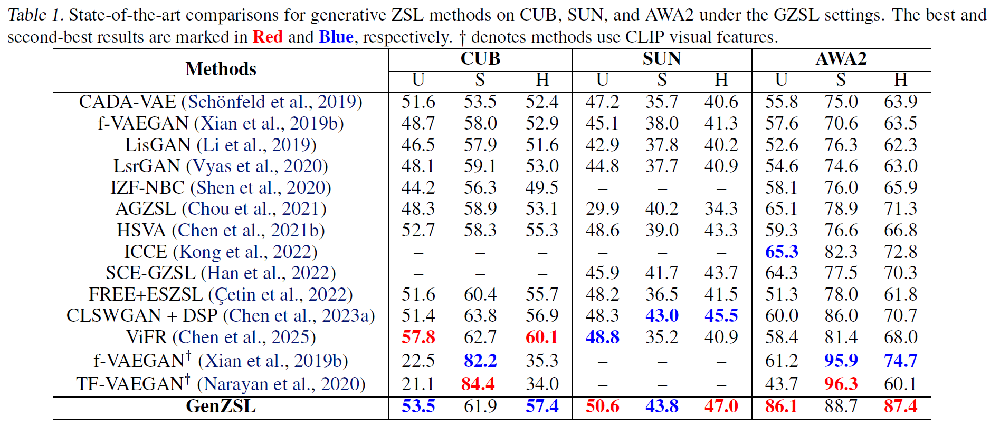 Table 1. State-of-the-art comparisons for generative ZSL methods on CUB, SUN, and AWA2 under the GZSL settings. The best and
second-best results are marked in Red and Blue, respectively. † denotes methods use CLIP visual features.
Methods CUB SUN AWA2
U S H U S H U S H
CADA-VAE (Schönfeld et al., 2019) 51.6 53.5 52.4 47.2 35.7 40.6 55.8 75.0 63.9
f-VAEGAN (Xian et al., 2019b) 48.7 58.0 52.9 45.1 38.0 41.3 57.6 70.6 63.5
LisGAN (Li et al., 2019) 46.5 57.9 51.6 42.9 37.8 40.2 52.6 76.3 62.3
LsrGAN (Vyas et al., 2020) 48.1 59.1 53.0 44.8 37.7 40.9 54.6 74.6 63.0
IZF-NBC (Shen et al., 2020) 44.2 56.3 49.5 – – – 58.1 76.0 65.9
AGZSL (Chou et al., 2021) 48.3 58.9 53.1 29.9 40.2 34.3 65.1 78.9 71.3
HSVA (Chen et al., 2021b) 52.7 58.3 55.3 48.6 39.0 43.3 59.3 76.6 66.8
ICCE (Kong et al., 2022) – – – – – – 65.3 82.3 72.8
SCE-GZSL (Han et al., 2022) – – – 45.9 41.7 43.7 64.3 77.5 70.3
FREE+ESZSL (Çetin et al., 2022) 51.6 60.4 55.7 48.2 36.5 41.5 51.3 78.0 61.8
CLSWGAN + DSP (Chen et al., 2023a) 51.4 63.8 56.9 48.3 43.0 45.5 60.0 86.0 70.7
ViFR (Chen et al., 2025) 57.8 62.7 60.1 48.8 35.2 40.9 58.4 81.4 68.0
f-VAEGAN† (Xian et al., 2019b) 22.5 82.2 35.3 – – – 61.2 95.9 74.7
TF-VAEGAN† (Narayan et al., 2020) 21.1 84.4 34.0 – – – 43.7 96.3 60.1
GenZSL 53.5 61.9 57.4 50.6 43.8 47.0 86.1 88.7 87.4